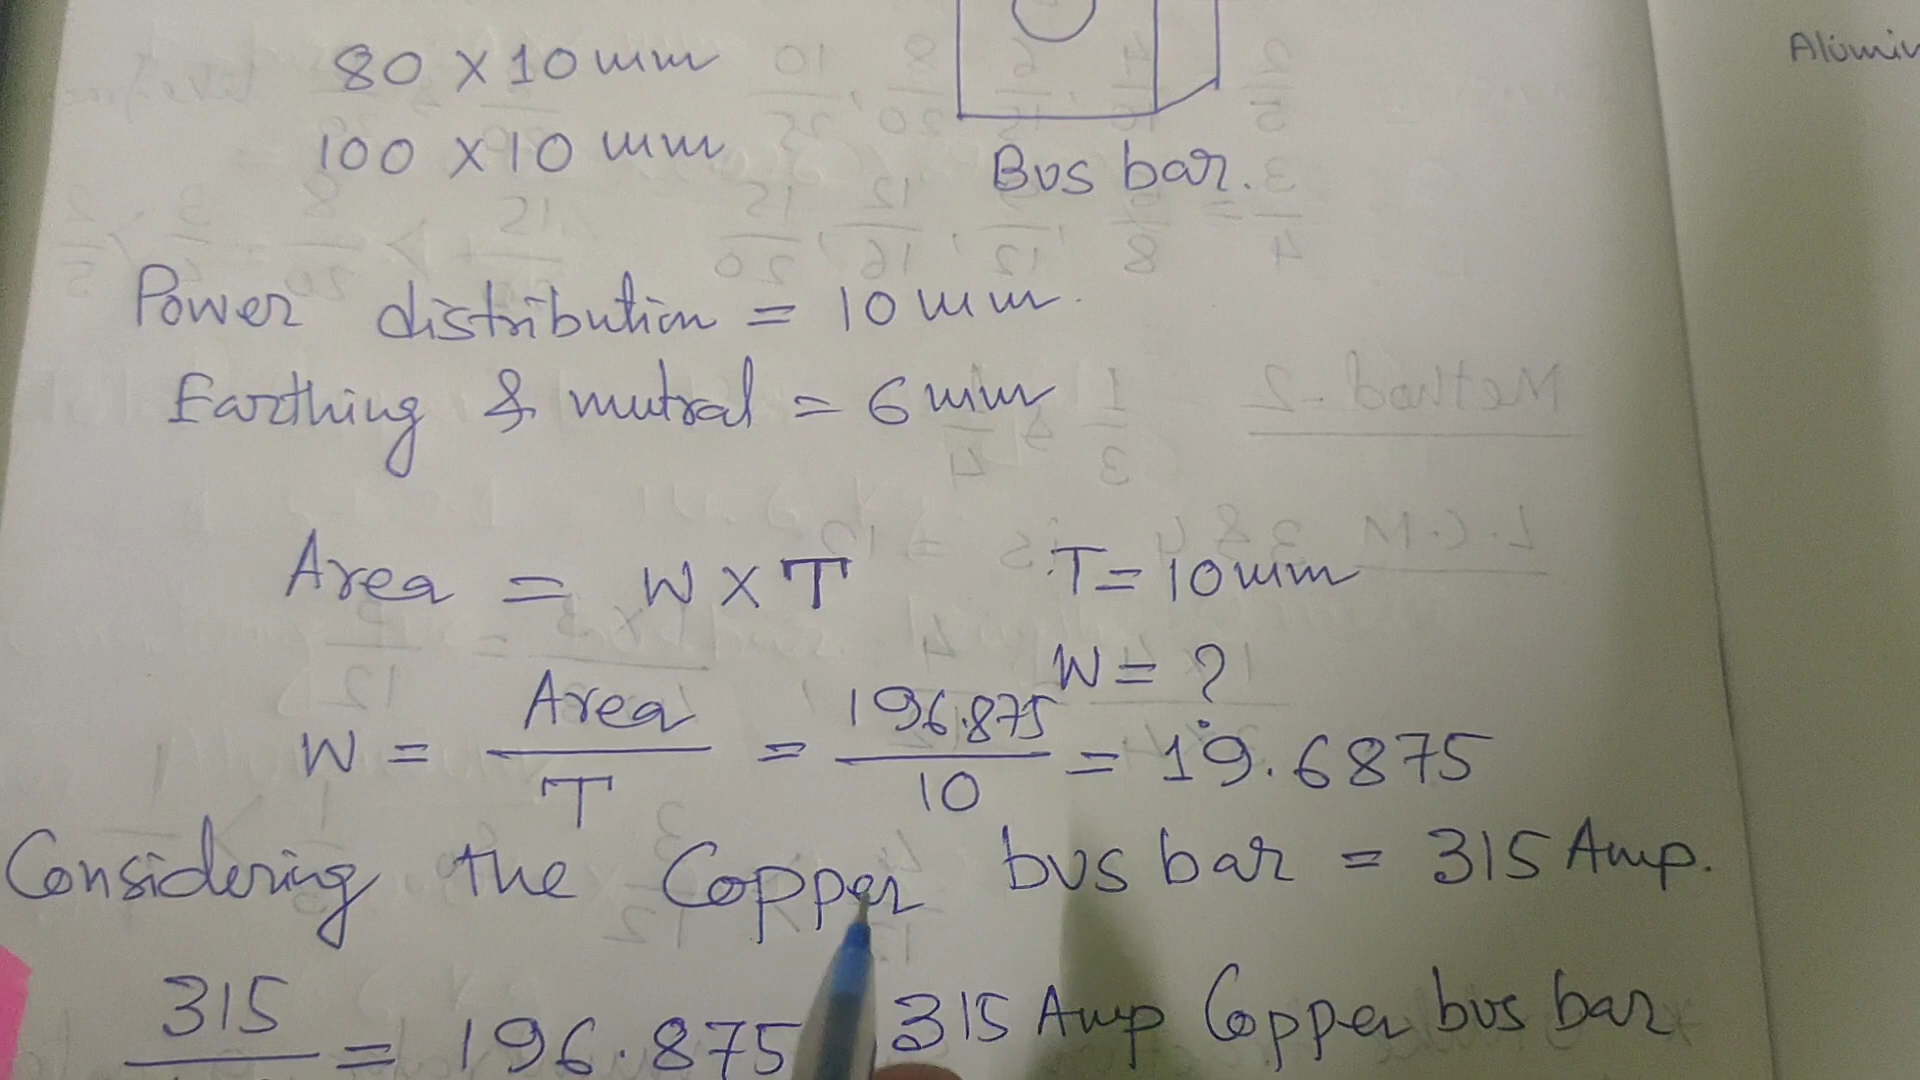 80 x 10 mm
100 x 10 mm
Bus bar.
Alumin
Power distribution = 10 mm
Earthing & nutral = 6 mm
Area = W x T T = 10 mm
W = ?
W = Area / T = 196.875 / 10 = 19.6875
Considering the Copper bus bar = 315 Amp.
315 = 196.875 315 Amp Copper bus bar